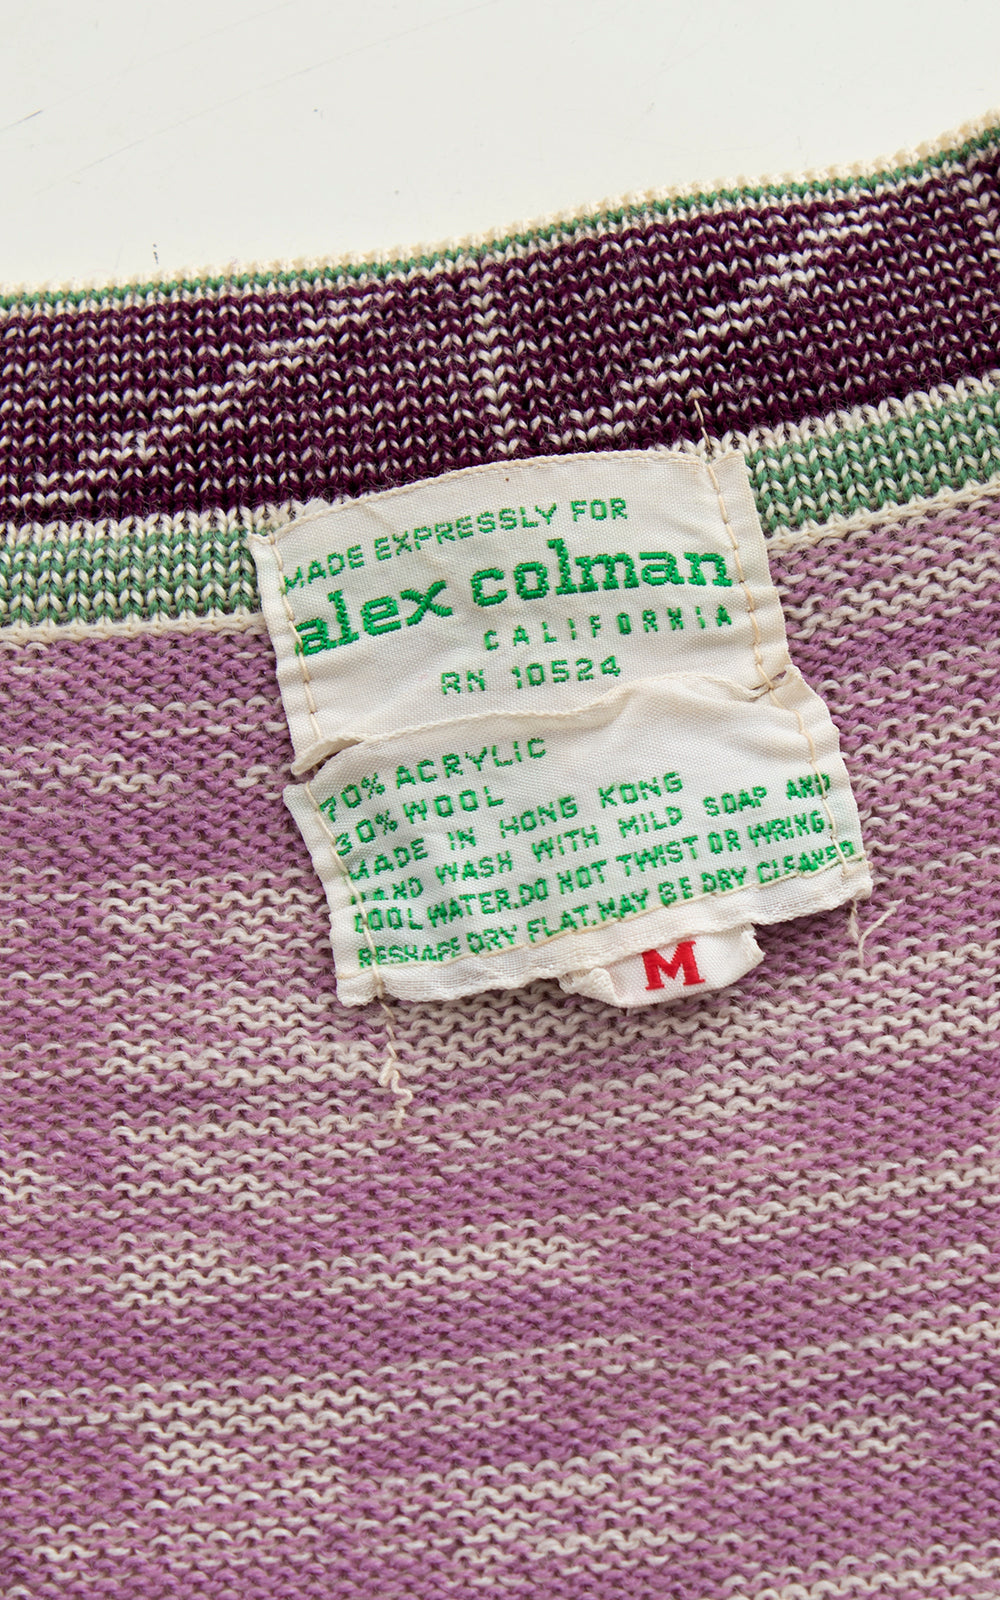 MADE EXPRESSLY FOR
alex colman
CALIFORNIA
RN 10524
70% ACRYLIC
30% WOOL
MADE IN HONG KONG
HAND WASH WITH MILD SOAP AND
COOL WATER.DO NOT TWIST OR WRING,
RESHAPE DRY FLAT.MAY BE DRY CLEANED
M